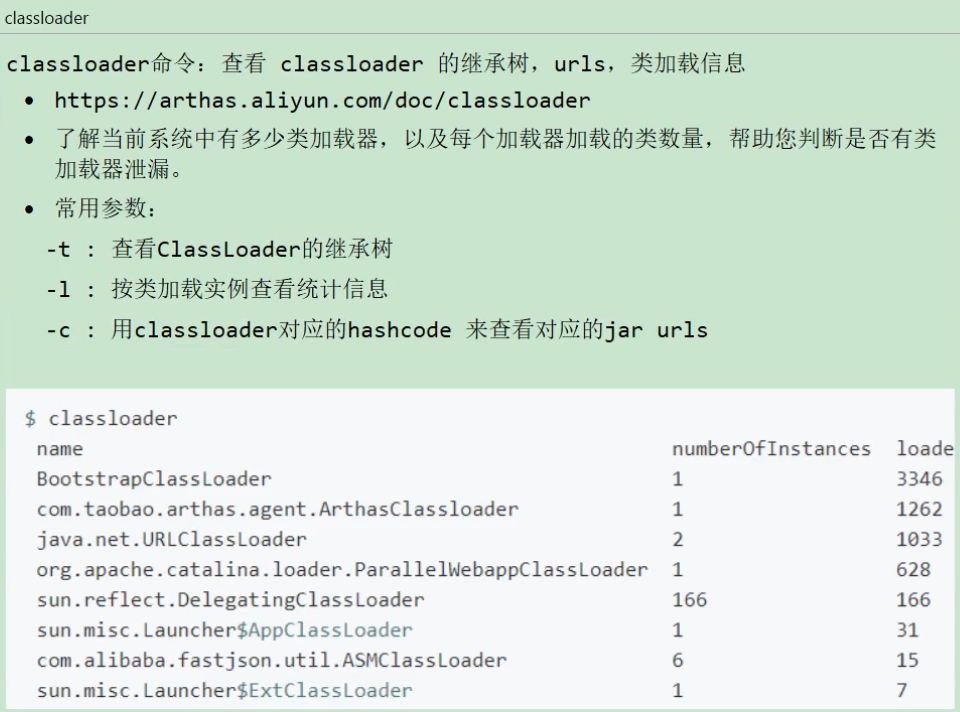 classloader
classloader命令：查看 classloader 的继承树，urls，类加载信息
• https://arthas.aliyun.com/doc/classloader
• 了解当前系统中有多少类加载器，以及每个加载器加载的类数量，帮助您判断是否有类
加载器泄漏。
• 常用参数：
-t : 查看ClassLoader的继承树
-l : 按类加载实例查看统计信息
-c : 用classloader对应的hashcode 来查看对应的jar urls
$ classloader
name numberOfInstances loade
BootstrapClassLoader 1 3346
com.taobao.arthas.agent.ArthasClassloader 1 1262
java.net.URLClassLoader 2 1033
org.apache.catalina.loader.ParallelWebappClassLoader 1 628
sun.reflect.DelegatingClassLoader 166 166
sun.misc.Launcher$AppClassLoader 1 31
com.alibaba.fastjson.util.ASMClassLoader 6 15
sun.misc.Launcher$ExtClassLoader 1 7